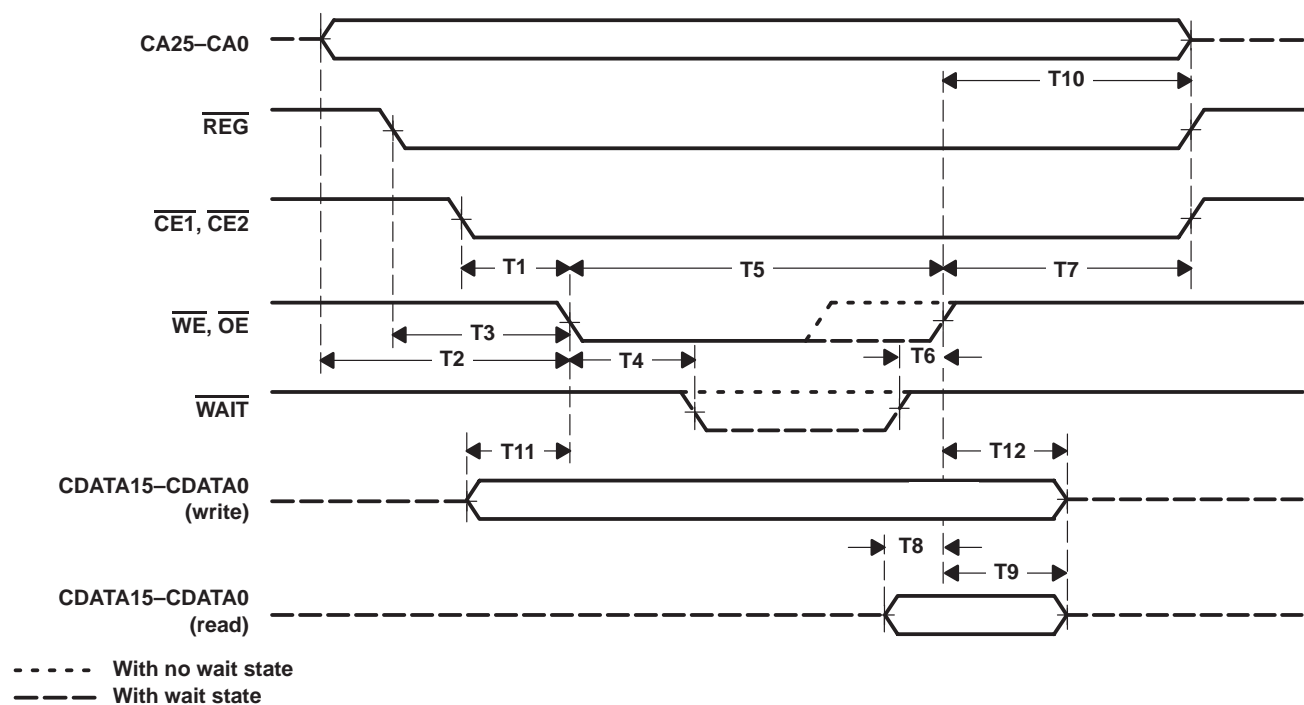 CA25–CA0
T10
REG
CE1, CE2
T1
T5
T7
WE, OE
T3
T6
T2
T4
WAIT
T11
T12
CDATA15–CDATA0
(write)
T8
T9
CDATA15–CDATA0
(read)
With no wait state
With wait state